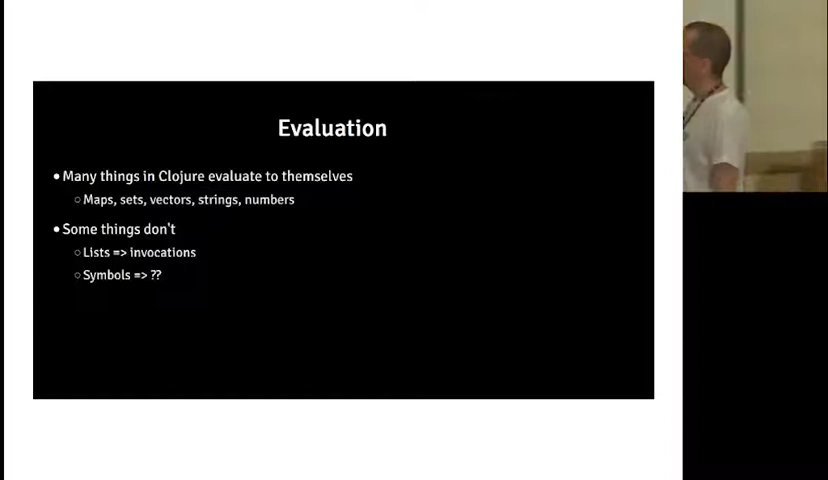 Evaluation
•Many things in Clojure evaluate to themselves
○Maps, sets, vectors, strings, numbers
•Some things don't
○Lists => invocations
○Symbols => ??